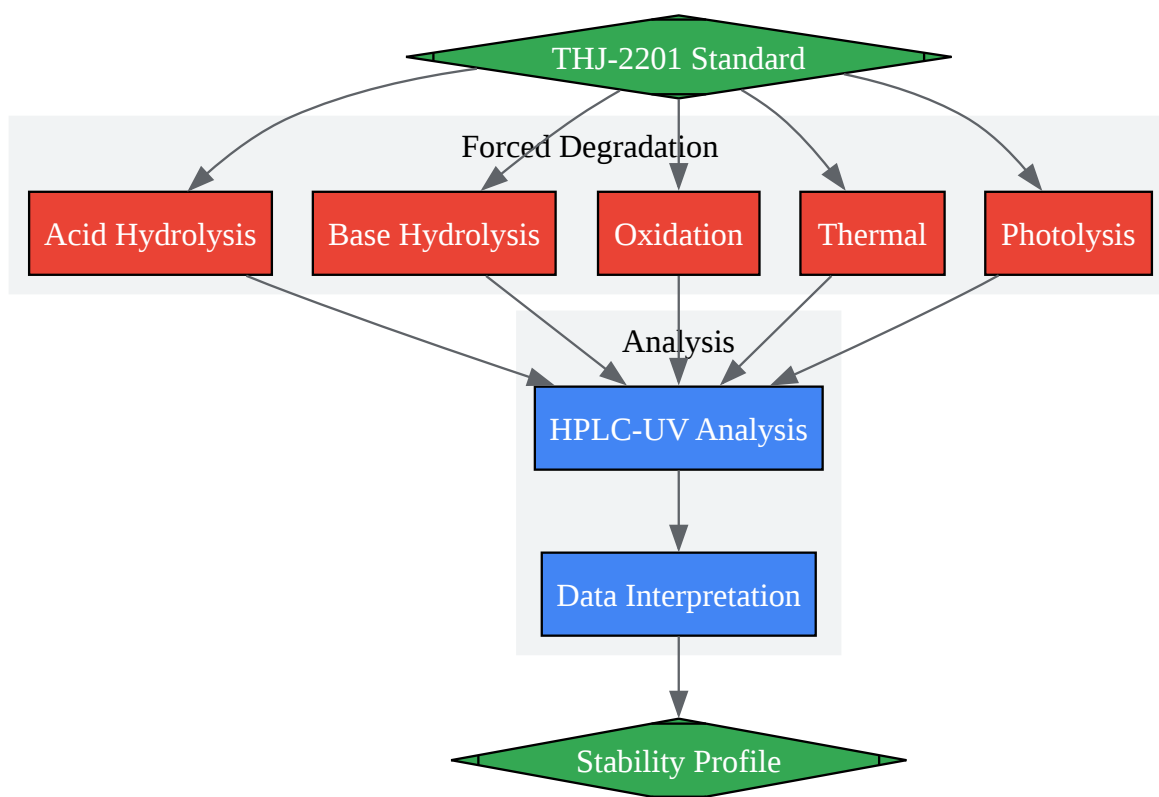 THJ-2201 Standard
Forced Degradation
Acid Hydrolysis
Base Hydrolysis
Oxidation
Thermal
Photolysis
Analysis
HPLC-UV Analysis
Data Interpretation
Stability Profile